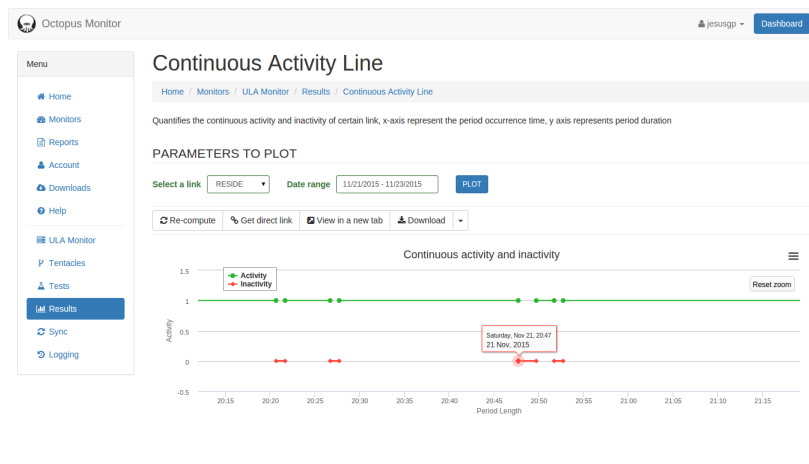 Octopus Monitor
jesusgp
Dashboard
Menu
Home
Monitors
Reports
Account
Downloads
Help
ULA Monitor
Tentacles
Tests
Results
Sync
Logging
Continuous Activity Line
Home / Monitors / ULA Monitor / Results / Continuous Activity Line
Quantifies the continuous activity and inactivity of certain link, x-axis represent the period occurrence time, y axis represents period duration
PARAMETERS TO PLOT
Select a link RESIDE Date range 11/21/2015 - 11/23/2015 PLOT
Re-compute Get direct link View in a new tab Download
Continuous activity and inactivity
Activity
Inactivity
Reset zoom
Activity
1.5
1
0.5
0
-0.5
Saturday, Nov 21, 20:47
21 Nov, 2015
20:15 20:20 20:25 20:30 20:35 20:40 20:45 20:50 20:55 21:00 21:05 21:10 21:15
Period Length